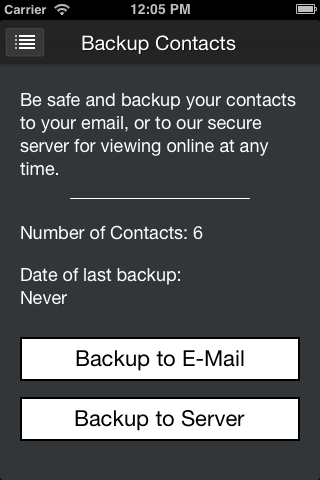 Carrier 12:05 PM
Backup Contacts
Be safe and backup your contacts
to your email, or to our secure
server for viewing online at any
time.
Number of Contacts: 6
Date of last backup:
Never
Backup to E-Mail
Backup to Server